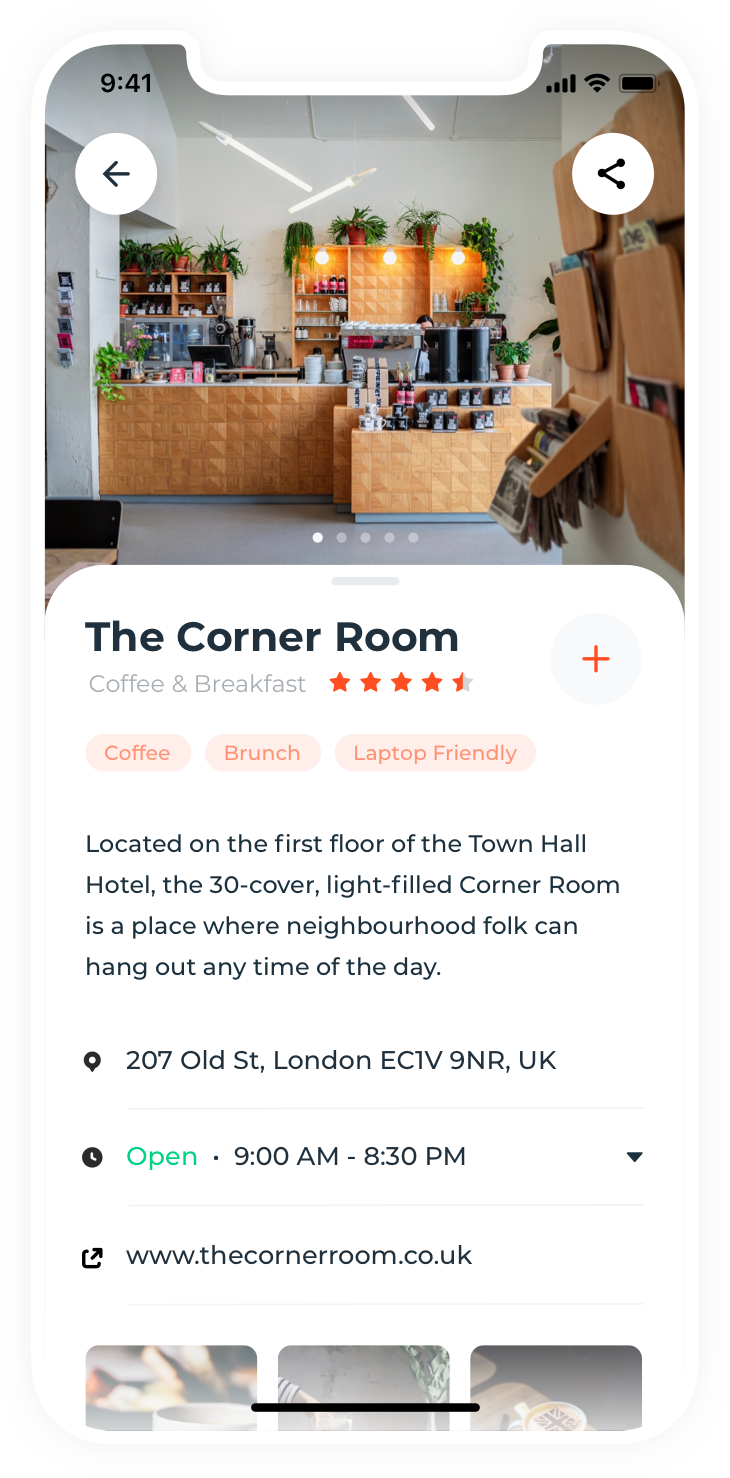 9:41
The Corner Room
Coffee & Breakfast
Coffee Brunch Laptop Friendly
Located on the first floor of the Town Hall
Hotel, the 30-cover, light-filled Corner Room
is a place where neighbourhood folk can
hang out any time of the day.
207 Old St, London EC1V 9NR, UK
Open • 9:00 AM - 8:30 PM
www.thecornerroom.co.uk